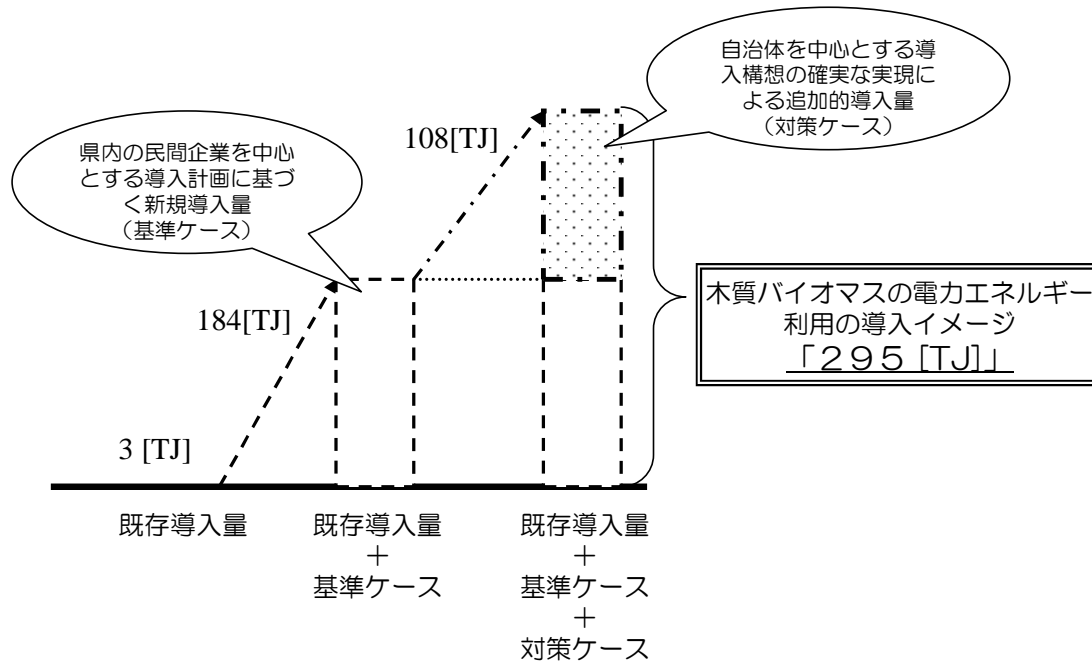 自治体を中心とする導
入構想の確実な実現に
よる追加的導入量
（対策ケース）
108[TJ]
県内の民間企業を中心
とする導入計画に基づ
く新規導入量
（基準ケース）
木質バイオマスの電力エネルギー
利用の導入イメージ
「２９５ [TJ]」
184[TJ]
3 [TJ]
既存導入量
既存導入量
＋
基準ケース
既存導入量
＋
基準ケース
＋
対策ケース